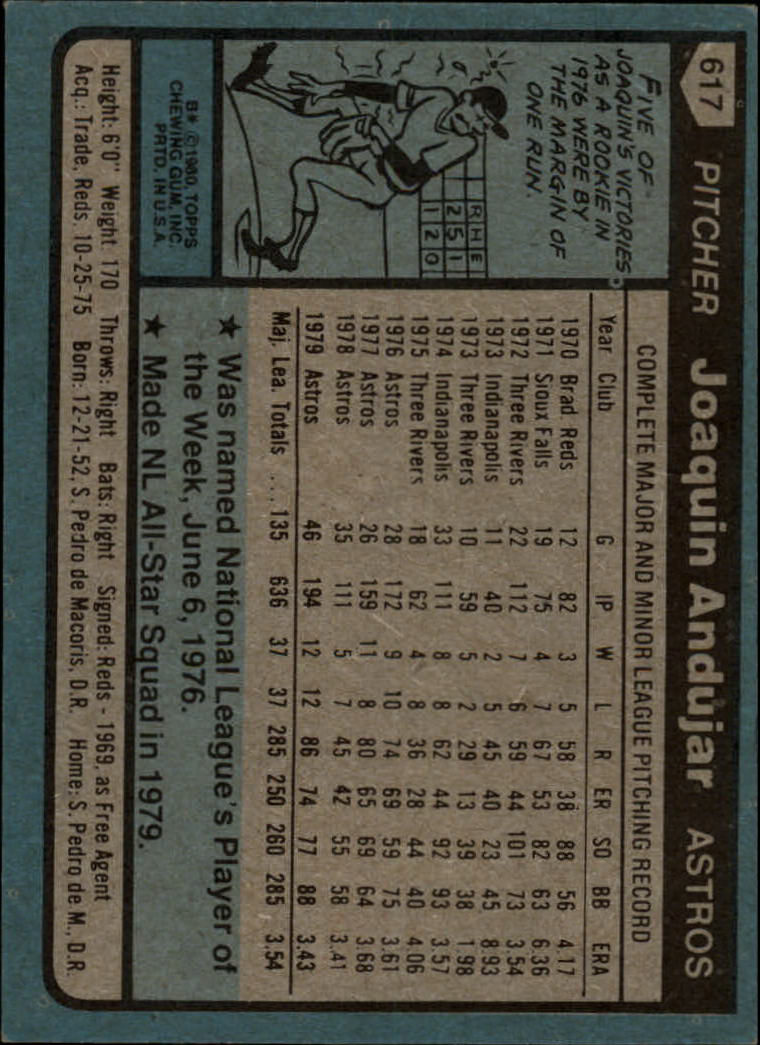 617 PITCHER Joaquin Andujar ASTROS
FIVE OF
JOAQUIN'S VICTORIES
AS A ROOKIE IN
1976 WERE BY
THE MARGIN OF
ONE RUN.
R H E
2 5 1
1 2 0
B* ©1980, TOPPS
CHEWING GUM, INC.
PRTD. IN U.S.A.
COMPLETE MAJOR AND MINOR LEAGUE PITCHING RECORD
Year Club G IP W L R ER SO BB ERA
1970 Brad. Reds 12 82 3 5 58 38 88 56 4.17
1971 Sioux Falls 19 75 4 7 67 53 82 63 6.36
1972 Three Rivers 22 112 7 6 59 44 101 73 3.54
1973 Indianapolis 11 40 2 5 45 40 23 45 8.93
1973 Three Rivers 10 59 5 2 29 13 39 38 1.98
1974 Indianapolis 33 111 8 8 62 44 92 93 3.57
1975 Three Rivers 18 62 4 8 36 28 44 40 4.06
1976 Astros 28 172 9 10 74 69 59 75 3.61
1977 Astros 26 159 11 8 80 65 69 64 3.68
1978 Astros 35 111 5 7 45 42 55 58 3.41
1979 Astros 46 194 12 12 86 74 77 88 3.43
Maj. Lea. Totals .... 135 636 37 37 285 250 260 285 3.54
★ Was named National League's Player of
the Week, June 6, 1976.
★ Made NL All-Star Squad in 1979.
Height: 6'0" Weight: 170 Throws: Right Bats: Right Signed: Reds - 1969, as Free Agent
Acq.: Trade, Reds, 10-25-75 Born: 12-21-52, S. Pedro de Macoris, D.R. Home: S. Pedro de M., D.R.